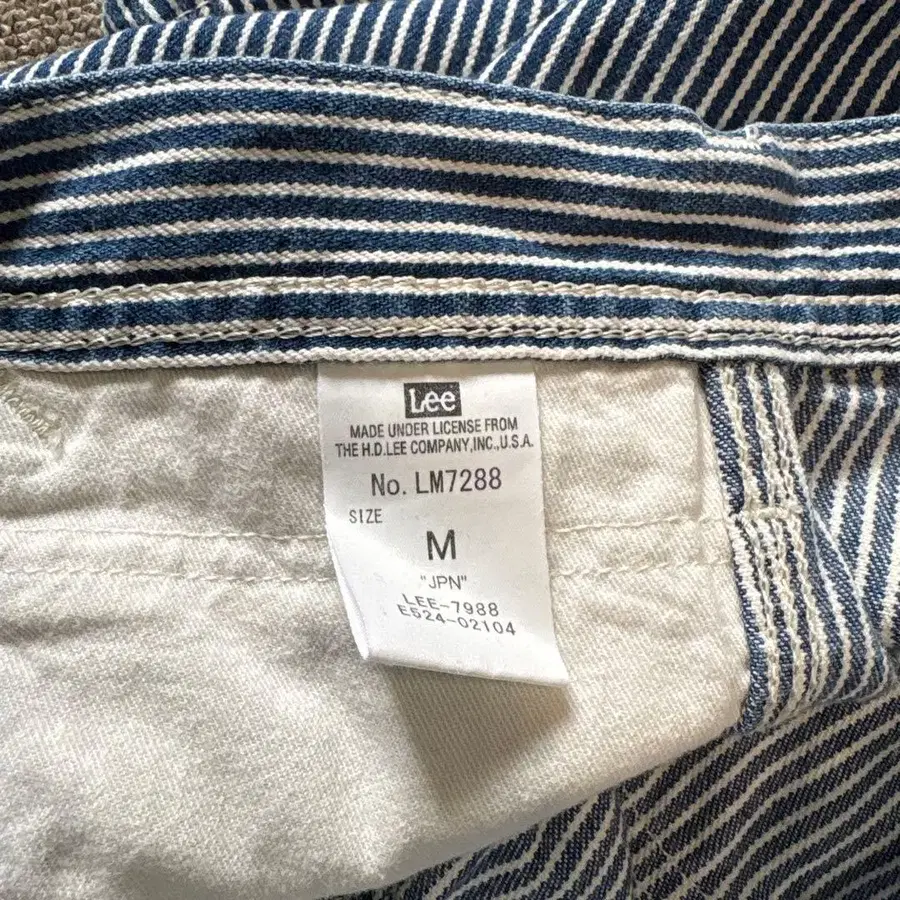 Lee
MADE UNDER LICENSE FROM
THE H.D.LEE COMPANY,INC.,U.S.A.
No. LM7288
SIZE
M
"JPN"
LEE-7988
E524-02104